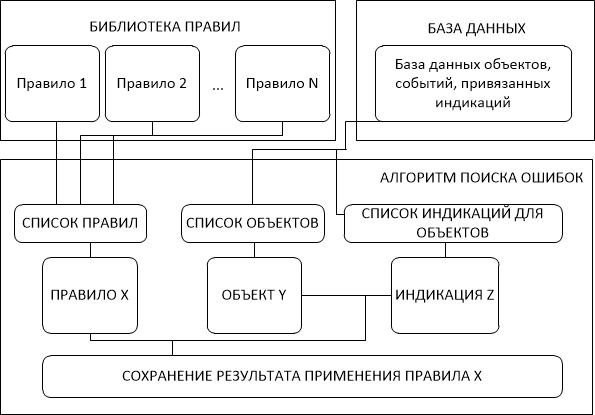 БИБЛИОТЕКА ПРАВИЛ
Правило 1
Правило 2
...
Правило N
БАЗА ДАННЫХ
База данных объектов,
событий, привязанных
индикаций
АЛГОРИТМ ПОИСКА ОШИБОК
СПИСОК ПРАВИЛ
СПИСОК ОБЪЕКТОВ
СПИСОК ИНДИКАЦИЙ ДЛЯ
ОБЪЕКТОВ
ПРАВИЛО X
ОБЪЕКТ Y
ИНДИКАЦИЯ Z
СОХРАНЕНИЕ РЕЗУЛЬТАТА ПРИМЕНЕНИЯ ПРАВИЛА X